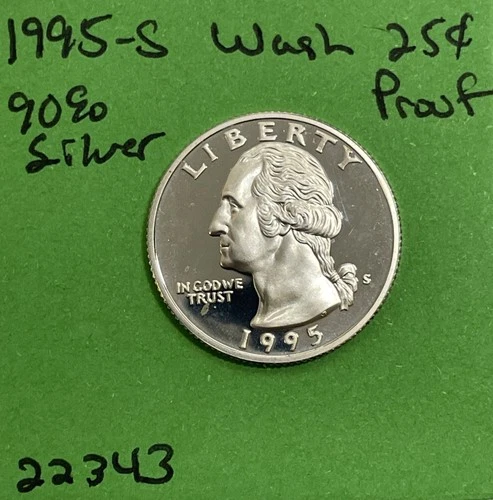 1995-S Wash 25¢
90% Proof
Silver
LIBERTY
IN GOD WE
TRUST
S
1995
22343